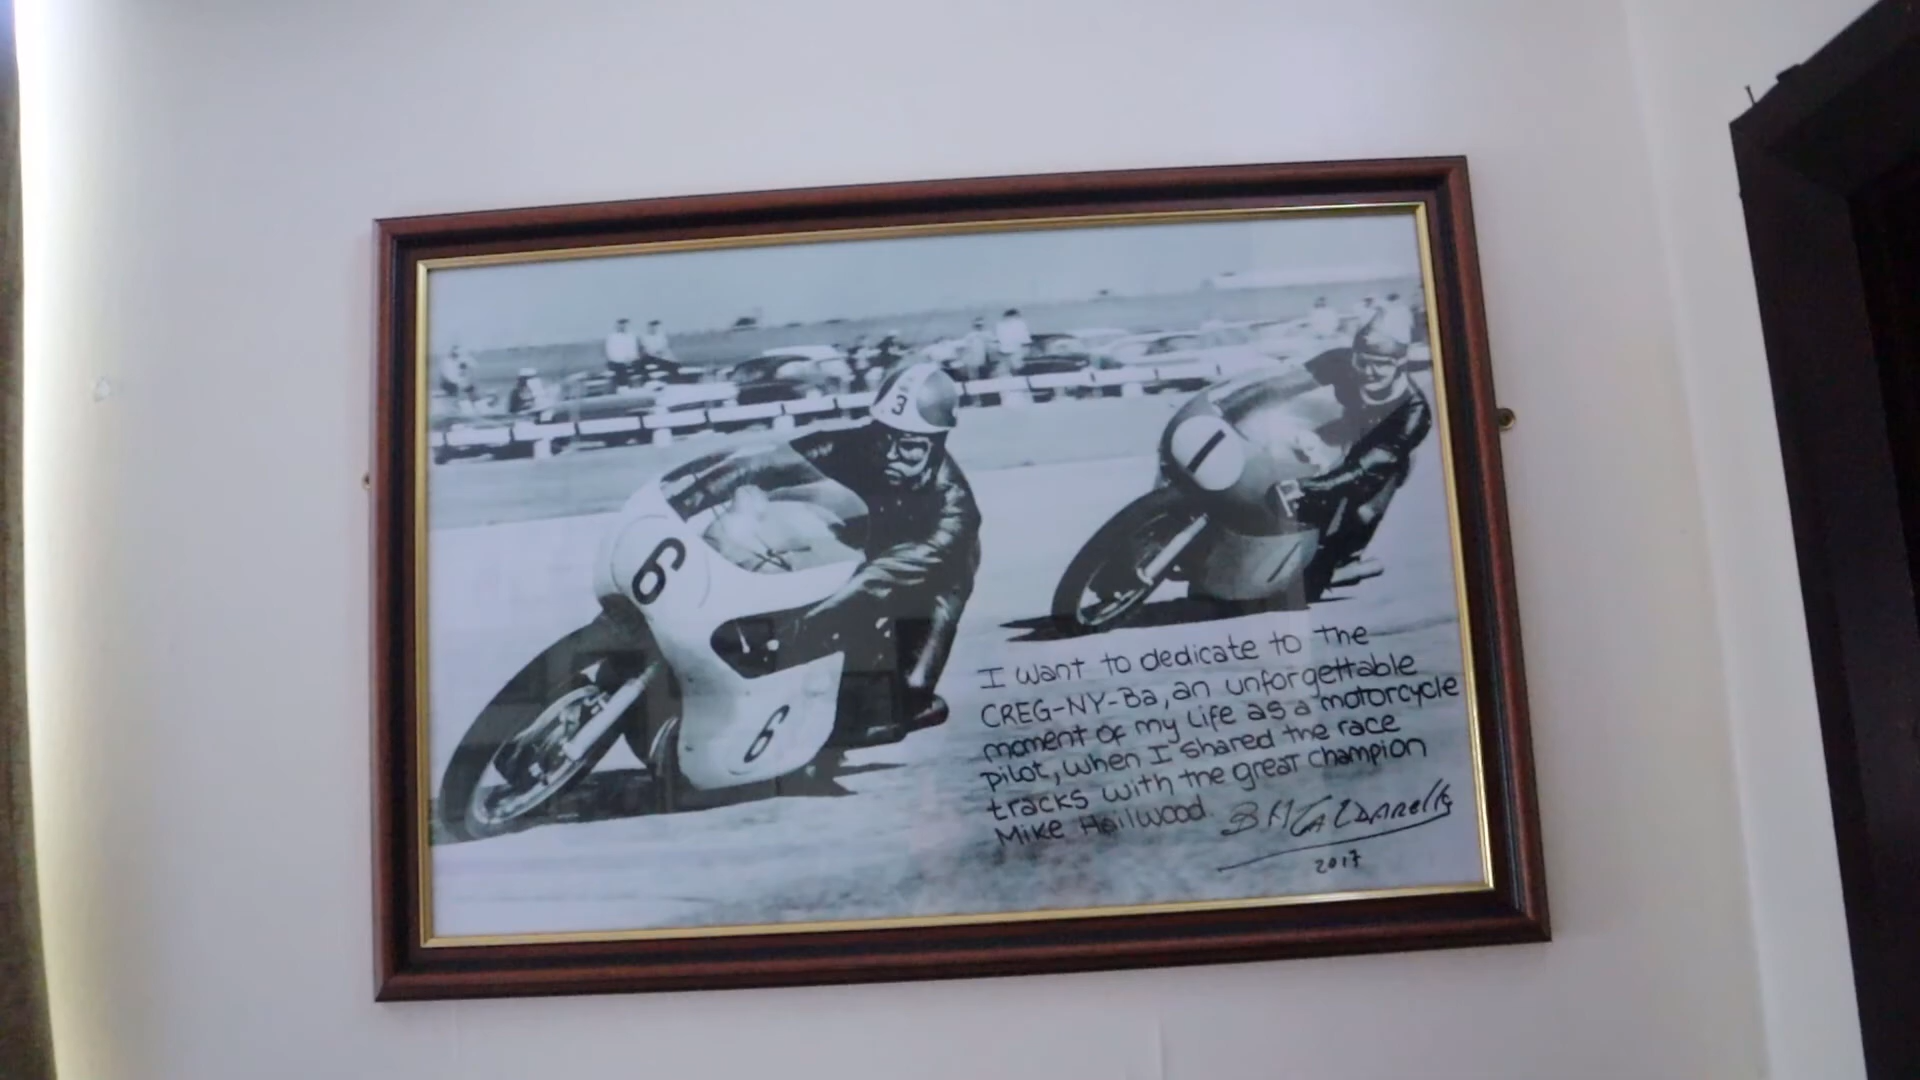 3
1
6
6
I want to dedicate to the
CREG-NY-Ba, an unforgettable
moment of my life as a motorcycle
pilot, when I shared the race
tracks with the great champion
Mike Hailwood.
2017